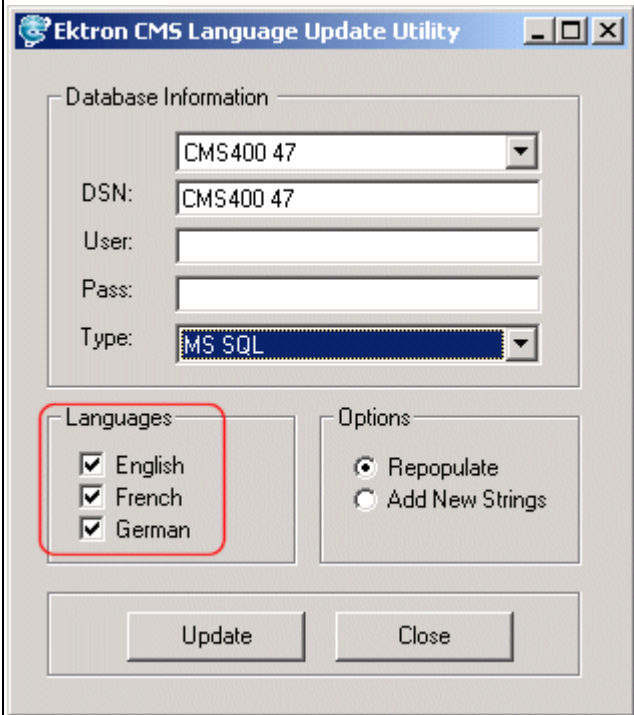 Ektron CMS Language Update Utility
Database Information
CMS400 47
DSN: CMS400 47
User:
Pass:
Type: MS SQL
Languages
English
French
German
Options
Repopulate
Add New Strings
Update Close